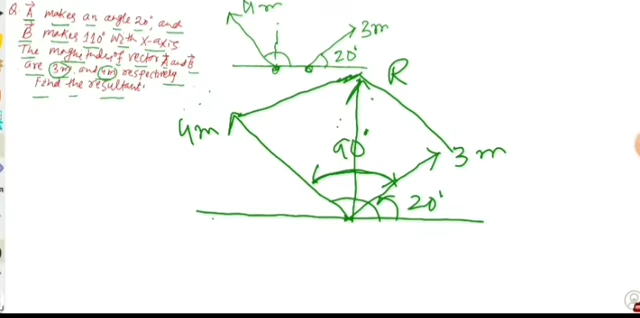 Q. A makes an angle 20°, and
B makes 110° with X-axis
The magnitudes of vector A and B
are 3m and 4m respectively
Find the resultant.
4m
3m
20°
R
4m
90°
3m
20°